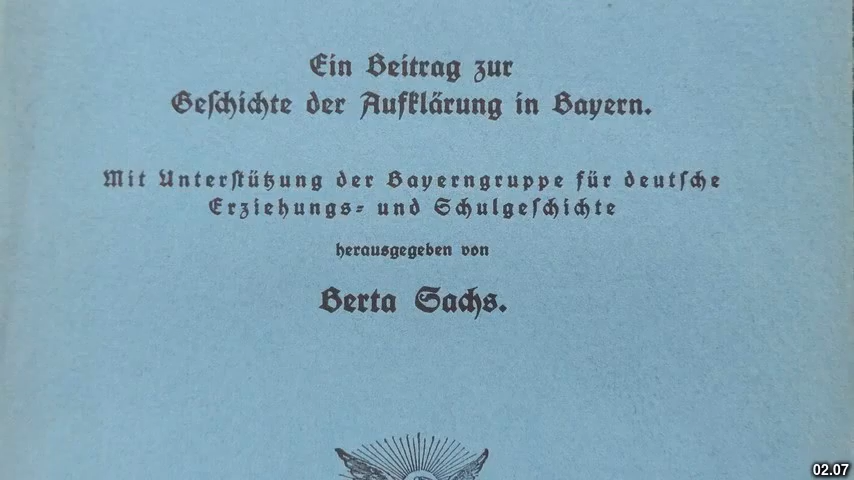 Ein Beitrag zur
Geschichte der Aufklärung in Bayern.
Mit Unterstützung der Bayerngruppe für deutsche
Erziehungs- und Schulgeschichte
herausgegeben von
Berta Sachs.
02.07